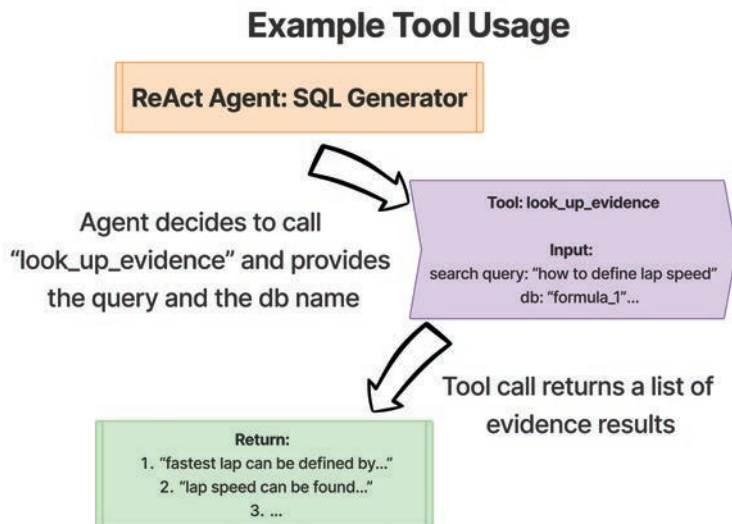 Example Tool Usage
ReAct Agent: SQL Generator
Agent decides to call
“look_up_evidence” and provides
the query and the db name
Tool: look_up_evidence
Input:
search query: “how to define lap speed”
db: “formula_1”...
Tool call returns a list of
evidence results
Return:
1. “fastest lap can be defined by...”
2. “lap speed can be found...”
3. ...